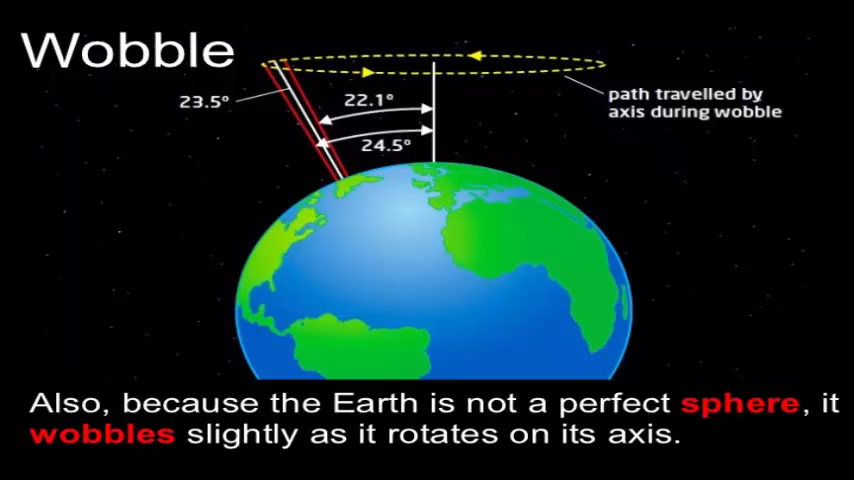 Wobble
23.5°
22.1°
24.5°
path travelled by
axis during wobble
Also, because the Earth is not a perfect sphere, it
wobbles slightly as it rotates on its axis.